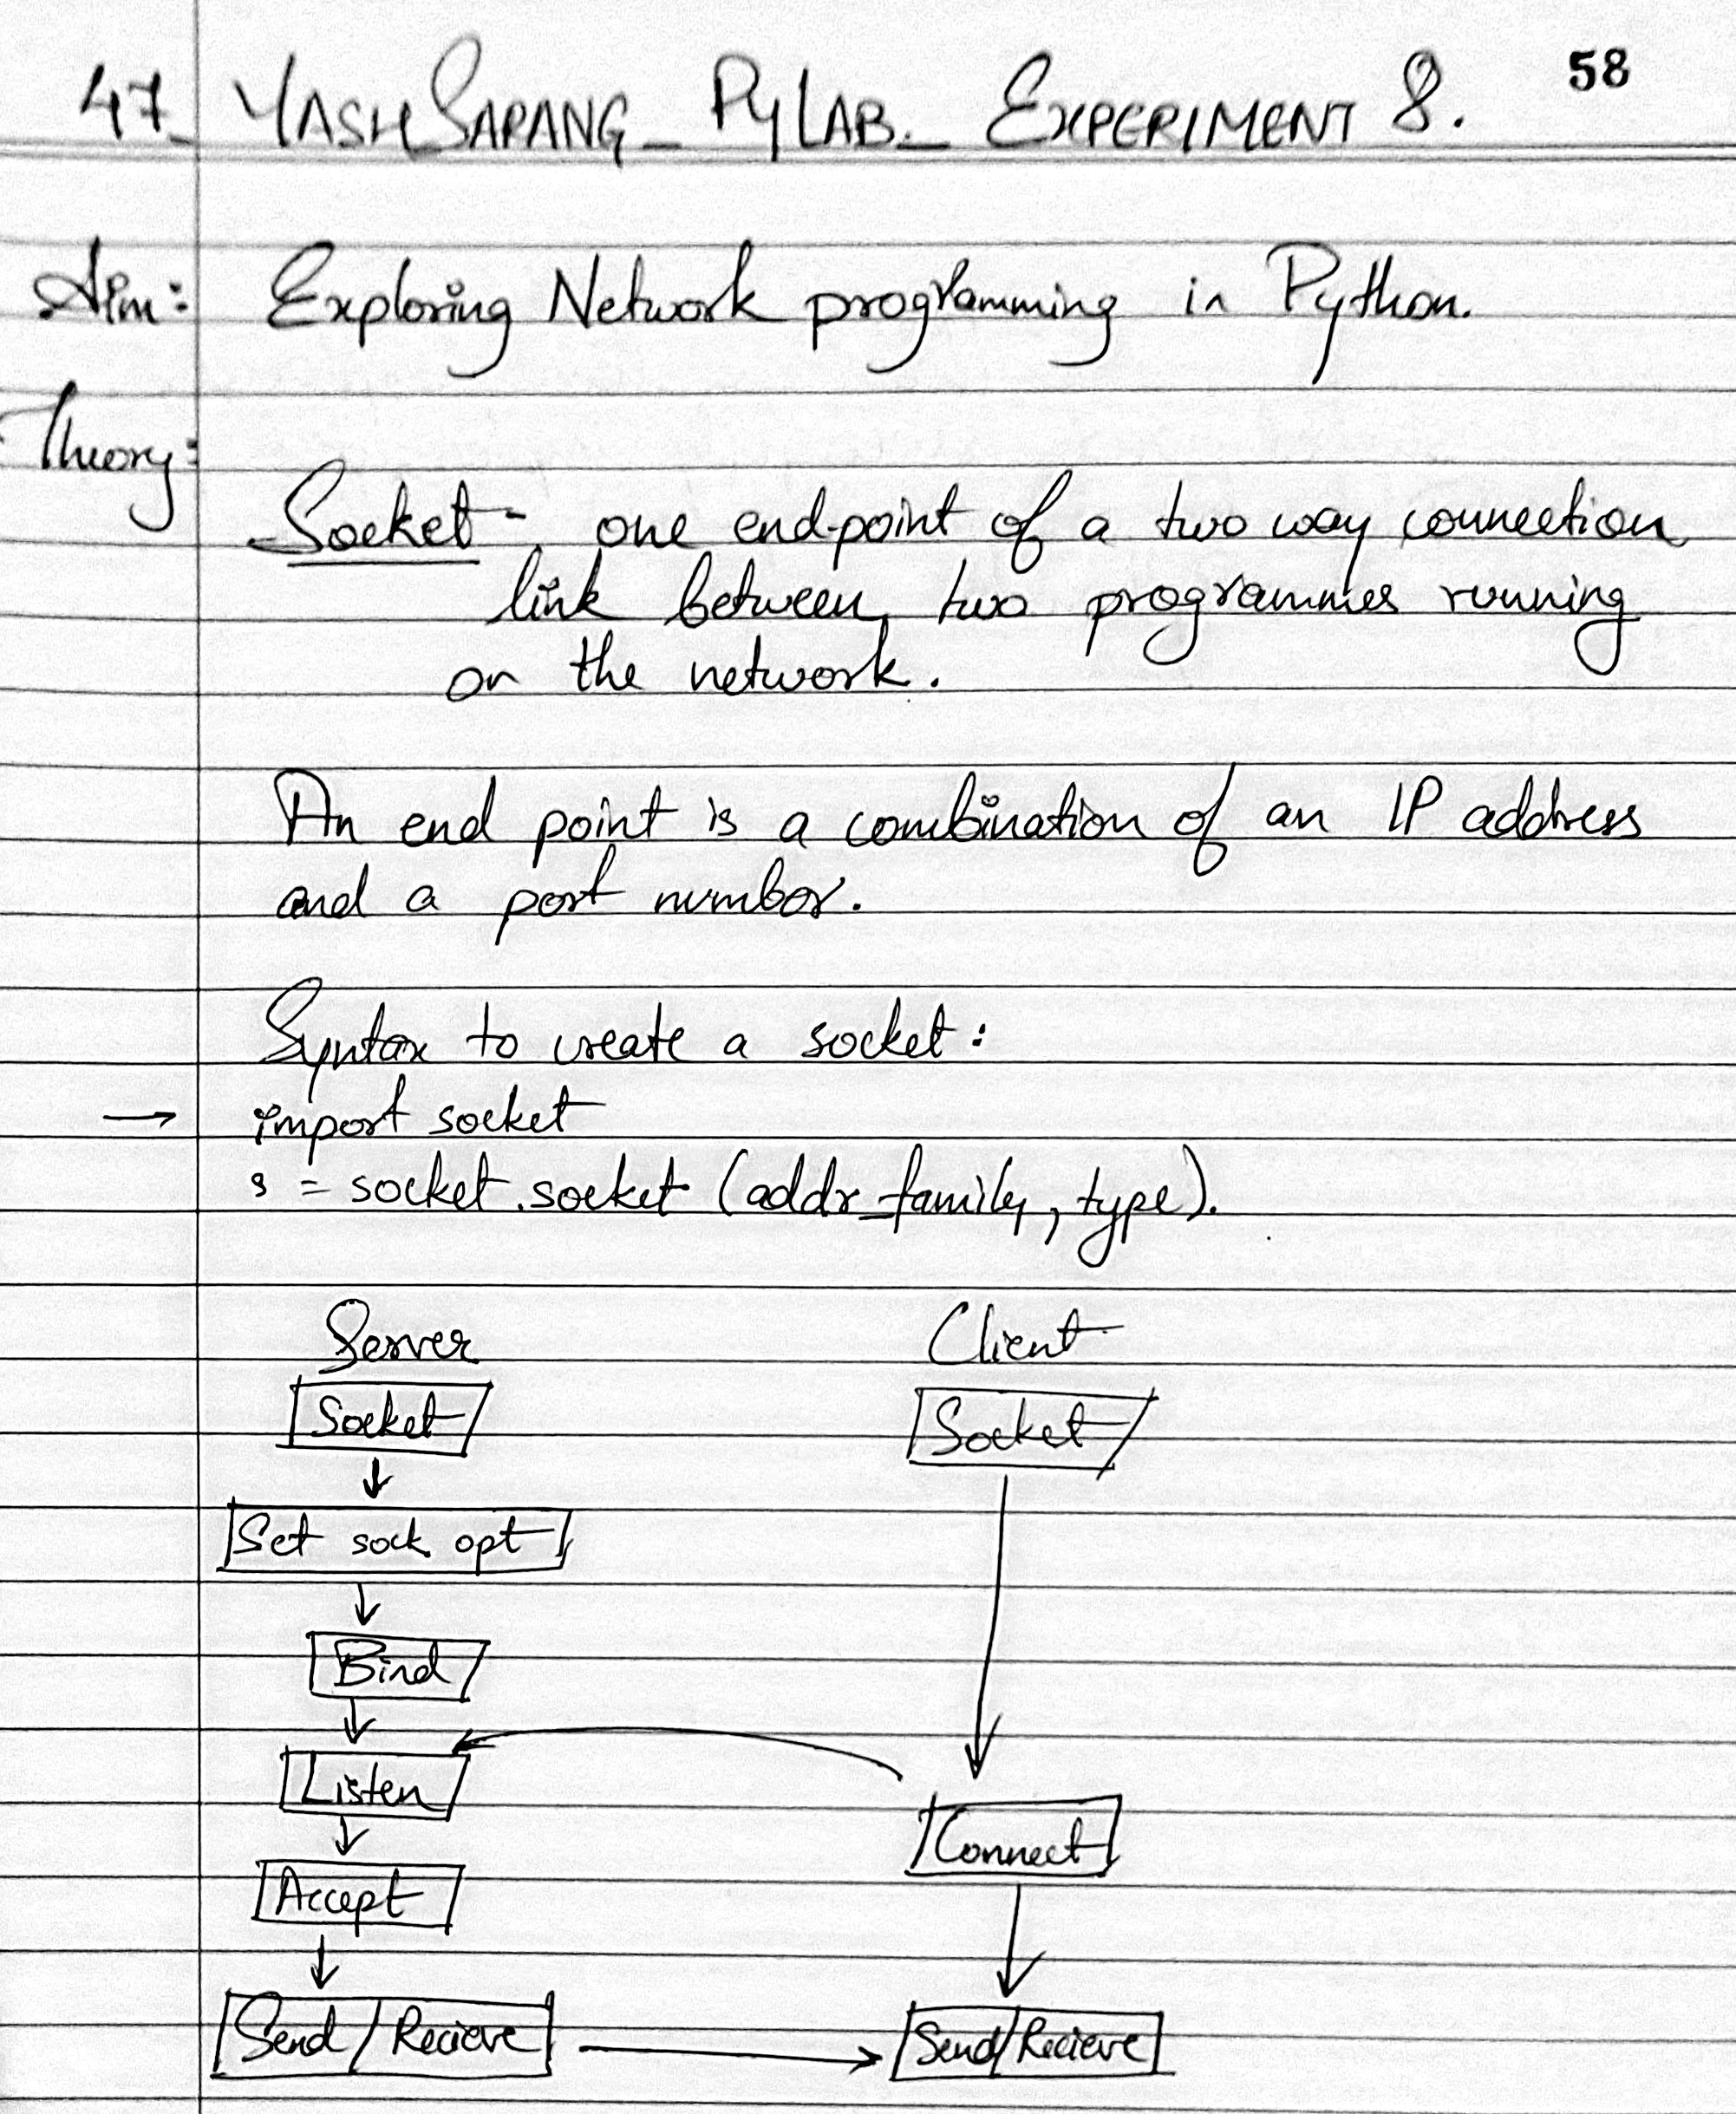 58
47_ YASH SAPANG_ PYLAB_ EXPERIMENT 8.
Aim: Exploring Network programming in Python.
Theory:
Socket - one endpoint of a two way connection
link between two programmes running
on the network.
An end point is a combination of an IP address
and a port number.
Syntax to create a socket:
→ import socket
s = socket.socket (addr_family, type).
Server Client
Socket Socket
Set sock opt
Bind
Listen
Connect
Accept
Send / Recieve Send/Recieve